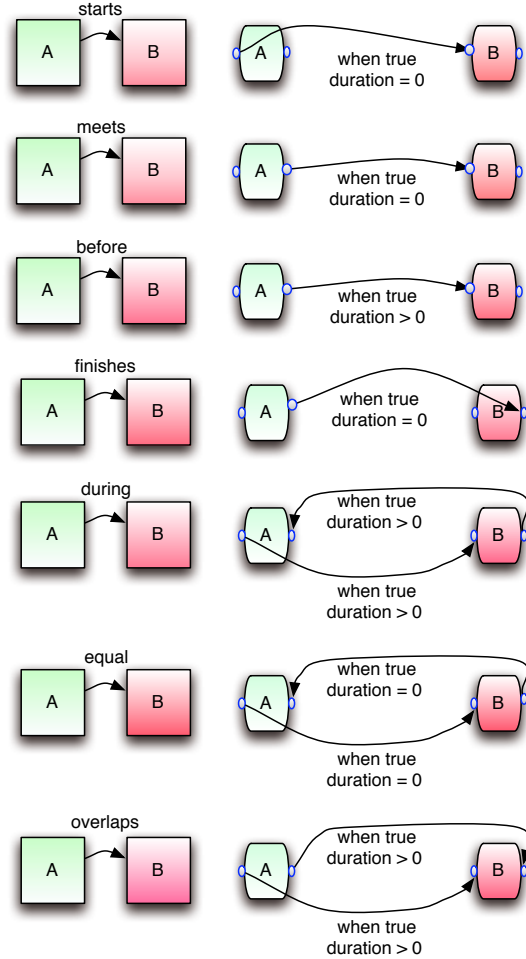 starts
A
B
A
B
when true
duration = 0
meets
A
B
A
B
when true
duration = 0
before
A
B
A
B
when true
duration > 0
finishes
A
B
A
B
when true
duration = 0
during
A
B
when true
duration > 0
A
B
when true
duration > 0
equal
A
B
when true
duration = 0
A
B
when true
duration = 0
overlaps
A
B
when true
duration > 0
A
B
when true
duration > 0